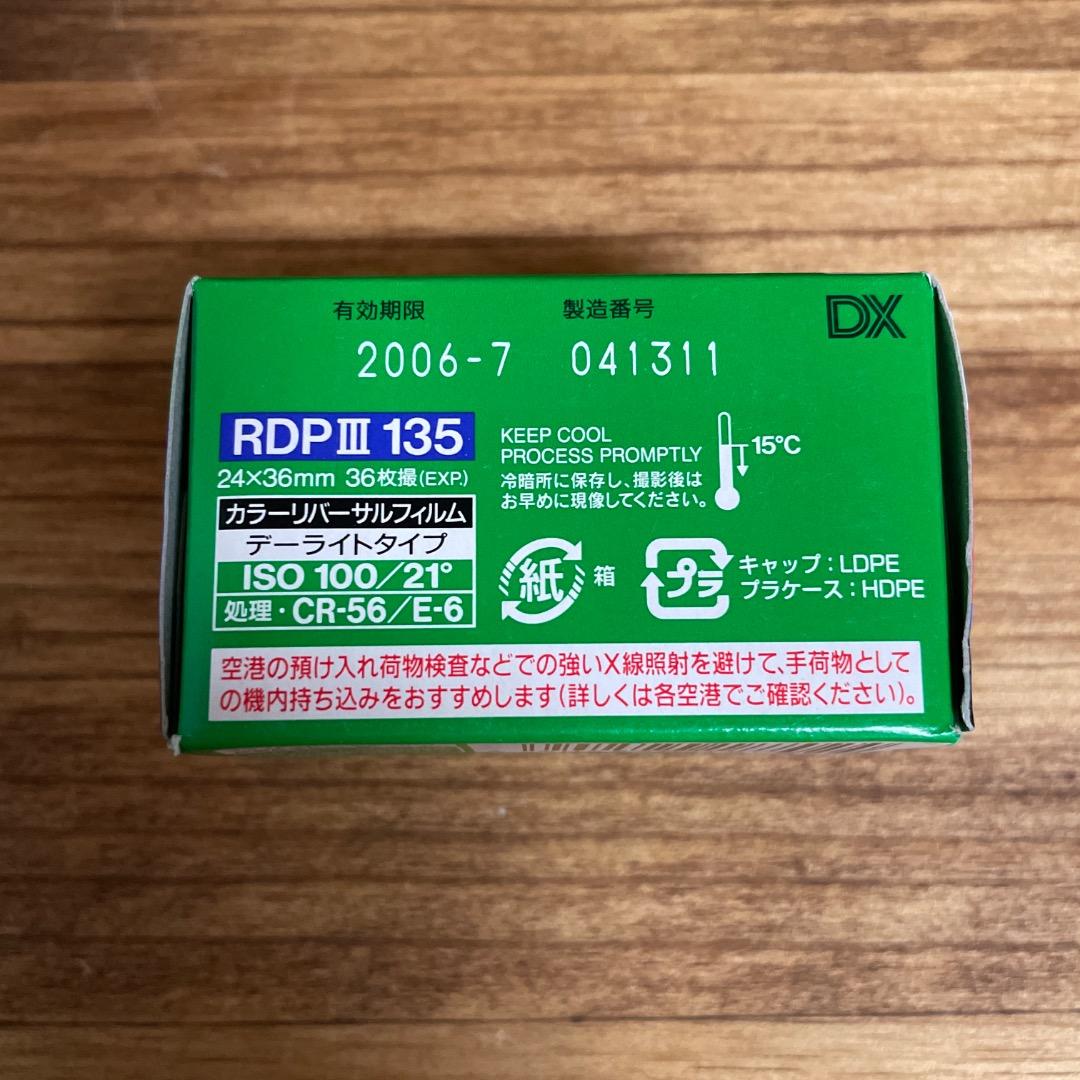 有効期限 製造番号 DX
2006-7 041311
RDPⅢ 135
24×36mm 36枚撮(EXP.)
カラーリバーサルフィルム
デーライトタイプ
ISO 100/21°
処理・CR-56/E-6
KEEP COOL
PROCESS PROMPTLY
15℃
冷暗所に保存し、撮影後は
お早めに現像してください。
紙 箱
プラ
キャップ:LDPE
プラケース:HDPE
空港の預け入れ荷物検査などでの強いX線照射を避けて、手荷物として
の機内持ち込みをおすすめします(詳しくは各空港でご確認ください)。